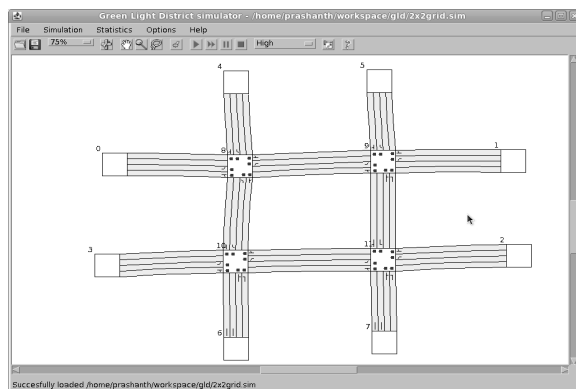 Green Light District simulator - /home/prashanth/workspace/gld/2x2grid.sim
File Simulation Statistics Options Help
75% High
4 5
0 8 9 1
3 10 11 2
6 7
Succesfully loaded /home/prashanth/workspace/gld/2x2grid.sim